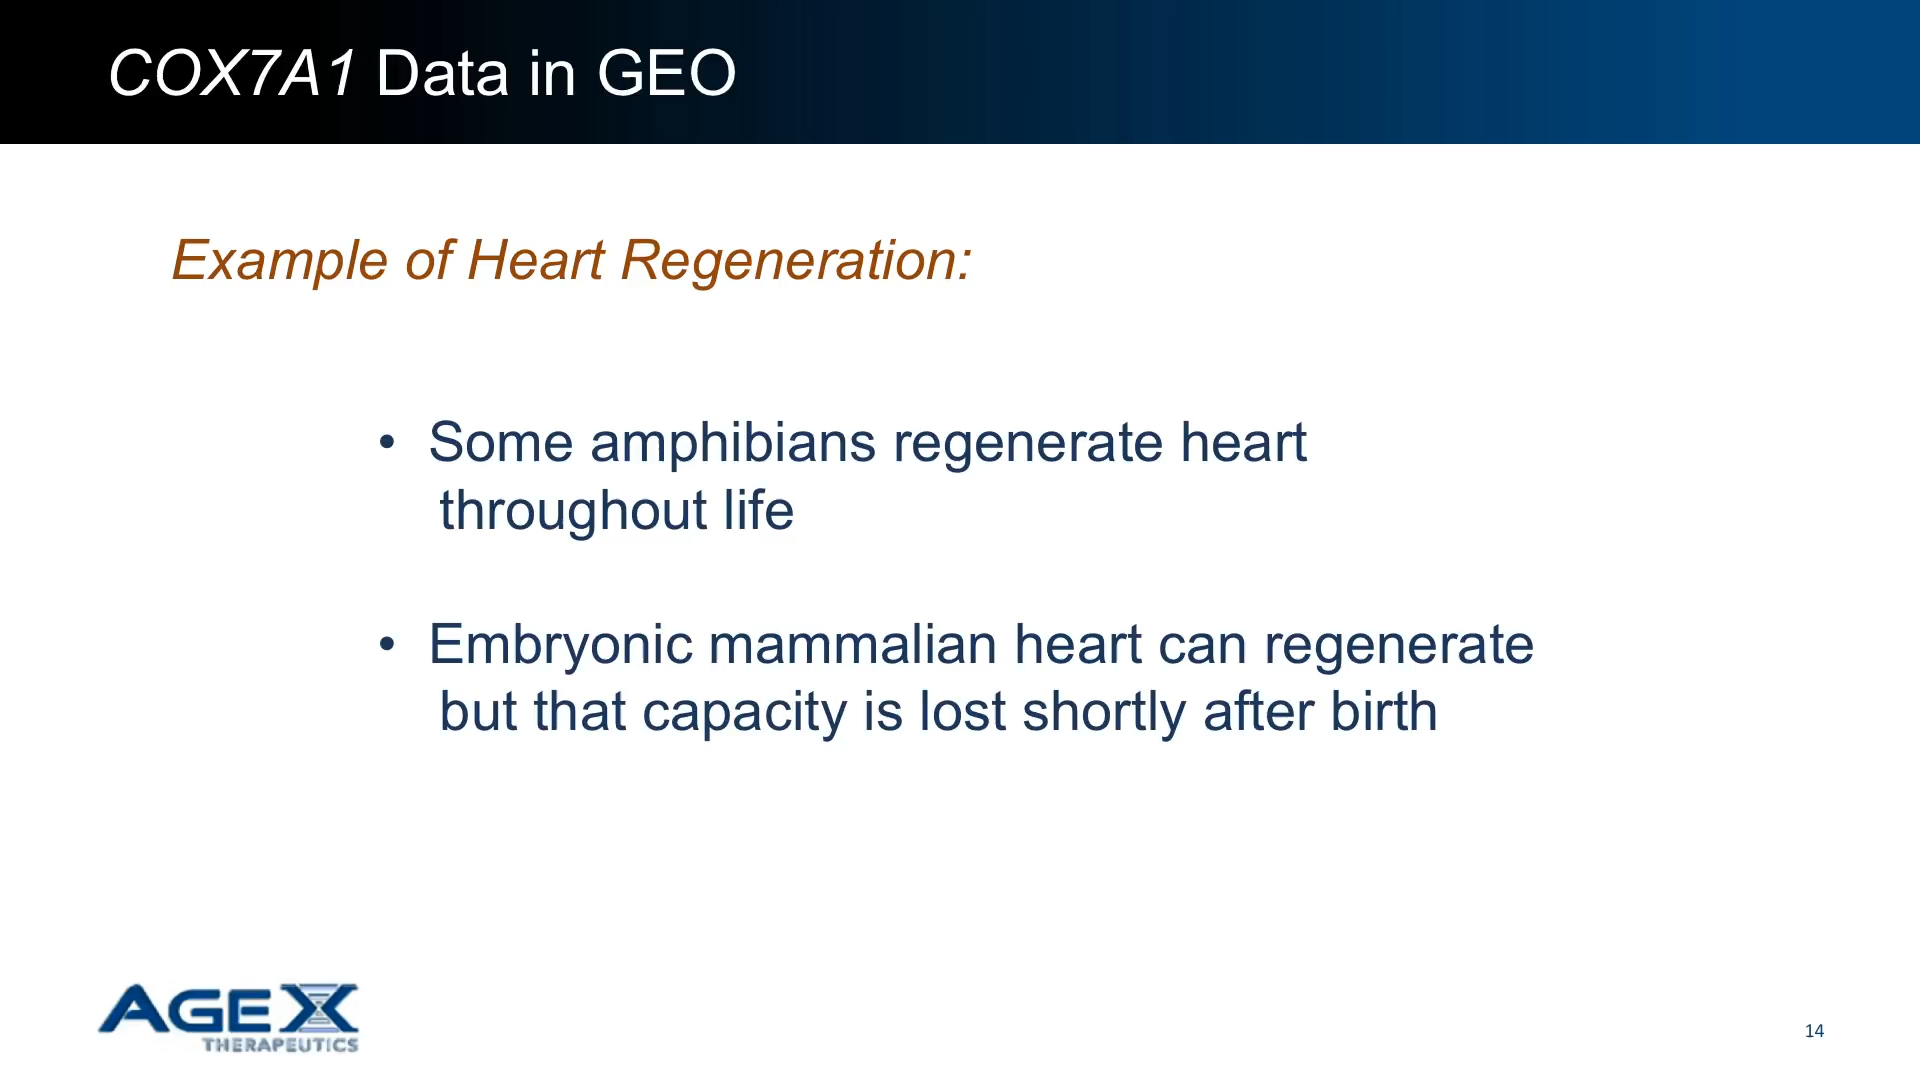 COX7A1 Data in GEO
Example of Heart Regeneration:
• Some amphibians regenerate heart
throughout life
• Embryonic mammalian heart can regenerate
but that capacity is lost shortly after birth
AGEX
THERAPEUTICS
14